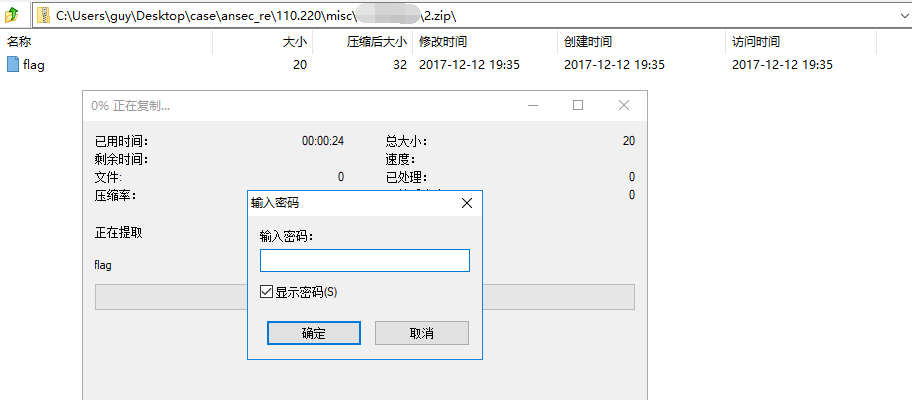 C:\Users\guy\Desktop\case\ansec_re\110.220\misc\ \2.zip\
名称 大小 压缩后大小 修改时间 创建时间 访问时间
flag 20 32 2017-12-12 19:35 2017-12-12 19:35 2017-12-12 19:35
0% 正在复制...
已用时间: 00:00:24 总大小: 20
剩余时间: 速度:
文件: 0 已处理: 0
压缩率: 0
输入密码
正在提取
输入密码:
flag
显示密码(S)
确定 取消